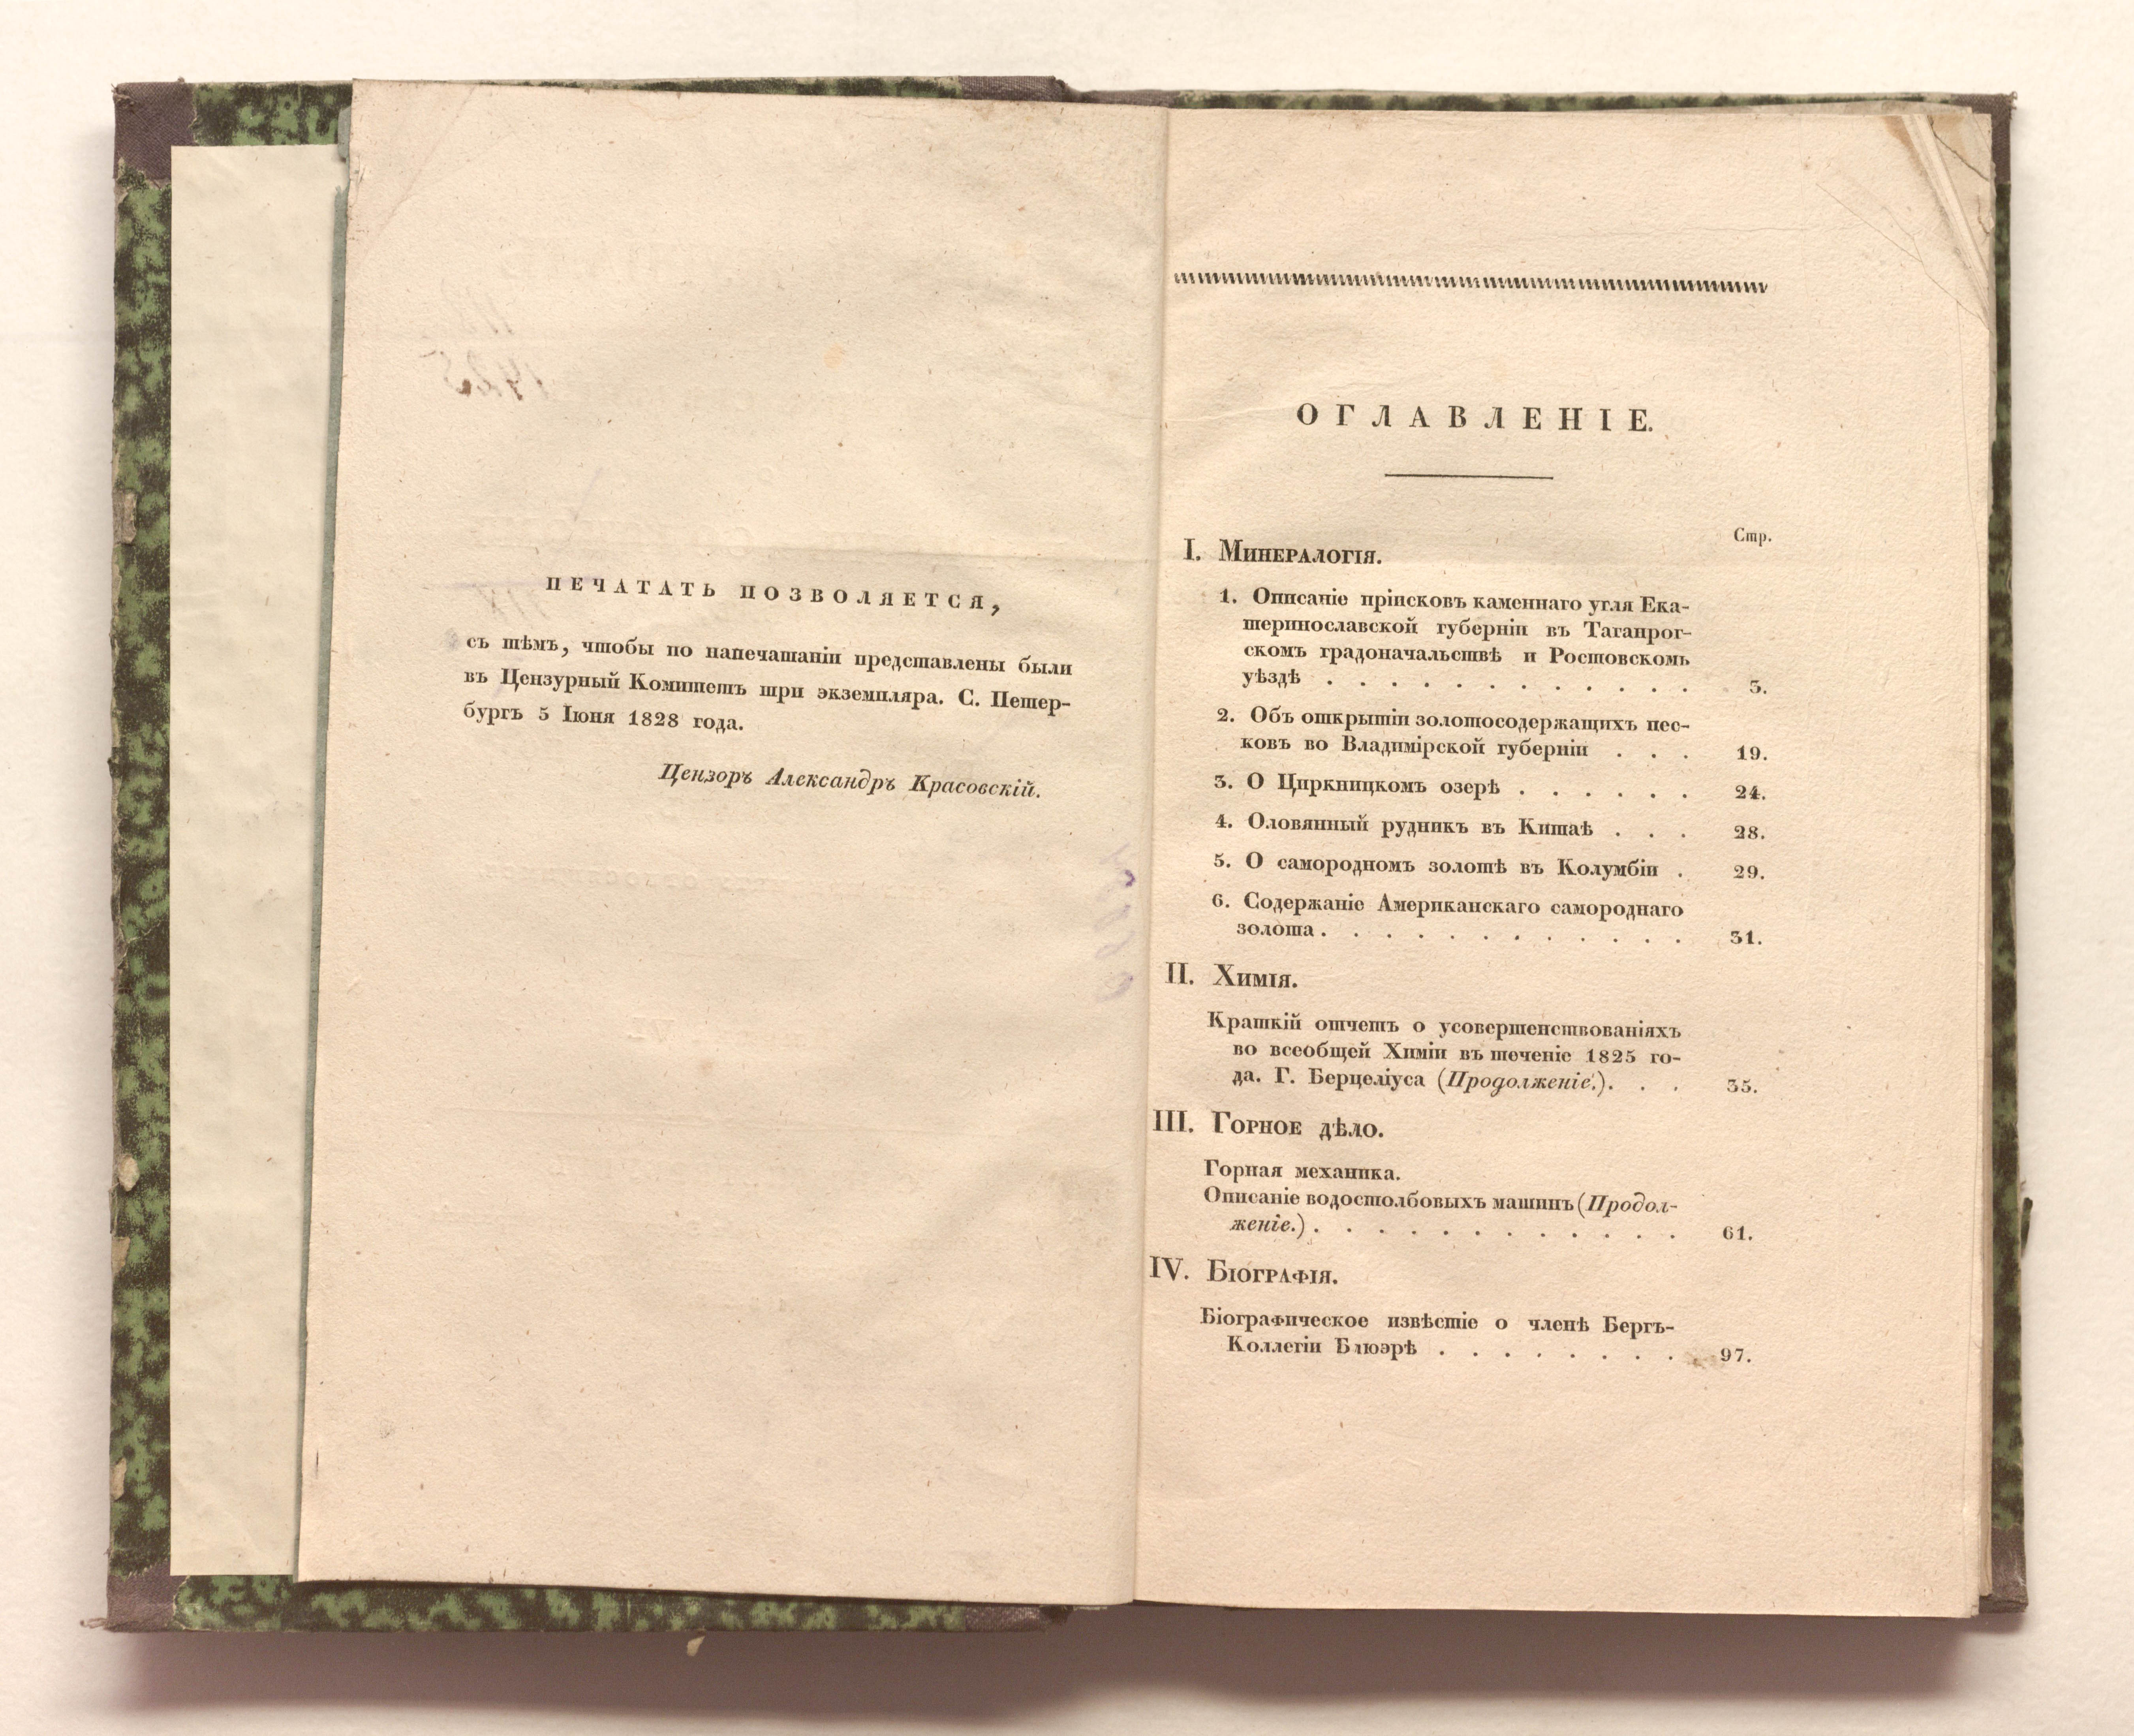 ПЕЧАТАТЬ ПОЗВОЛЯЕТСЯ,
съ тѣмъ, чтобы по напечатаніи представлены были
въ Цензурный Комитетъ три экземпляра. С. Петер-
бургъ 5 Іюня 1828 года.
Цензоръ Александръ Красовскій.
ОГЛАВЛЕНІЕ.
Стр.
I. Минералогія.
1. Описаніе пріисковъ каменнаго угля Ека-
теринославской губерніи въ Таганрог-
скомъ градоначальствѣ и Ростовскомъ
уѣздѣ . . . . . . . . . . . . 3.
2. Объ открытіи золотосодержащихъ пес-
ковъ во Владимірской губерніи . . . 19.
3. О Циркницкомъ озерѣ . . . . . . 24.
4. Оловянный рудникъ въ Китаѣ . . . 28.
5. О самородномъ золотѣ въ Колумбіи . 29.
6. Содержаніе Американскаго самороднаго
золота . . . . . . . . . . . . 31.
II. Химія.
Краткій отчетъ о усовершенствованіяхъ
во всеобщей Химіи въ теченіе 1825 го-
да. Г. Берцеліуса (Продолженіе.) . . . 35.
III. Горное дѣло.
Горная механика.
Описаніе водостолбовыхъ машинъ (Продол-
женіе.) . . . . . . . . . . . . 61.
IV. Біографія.
Біографическое извѣстіе о членѣ Бергъ-
Коллегіи Блюэрѣ . . . . . . . . . 97.